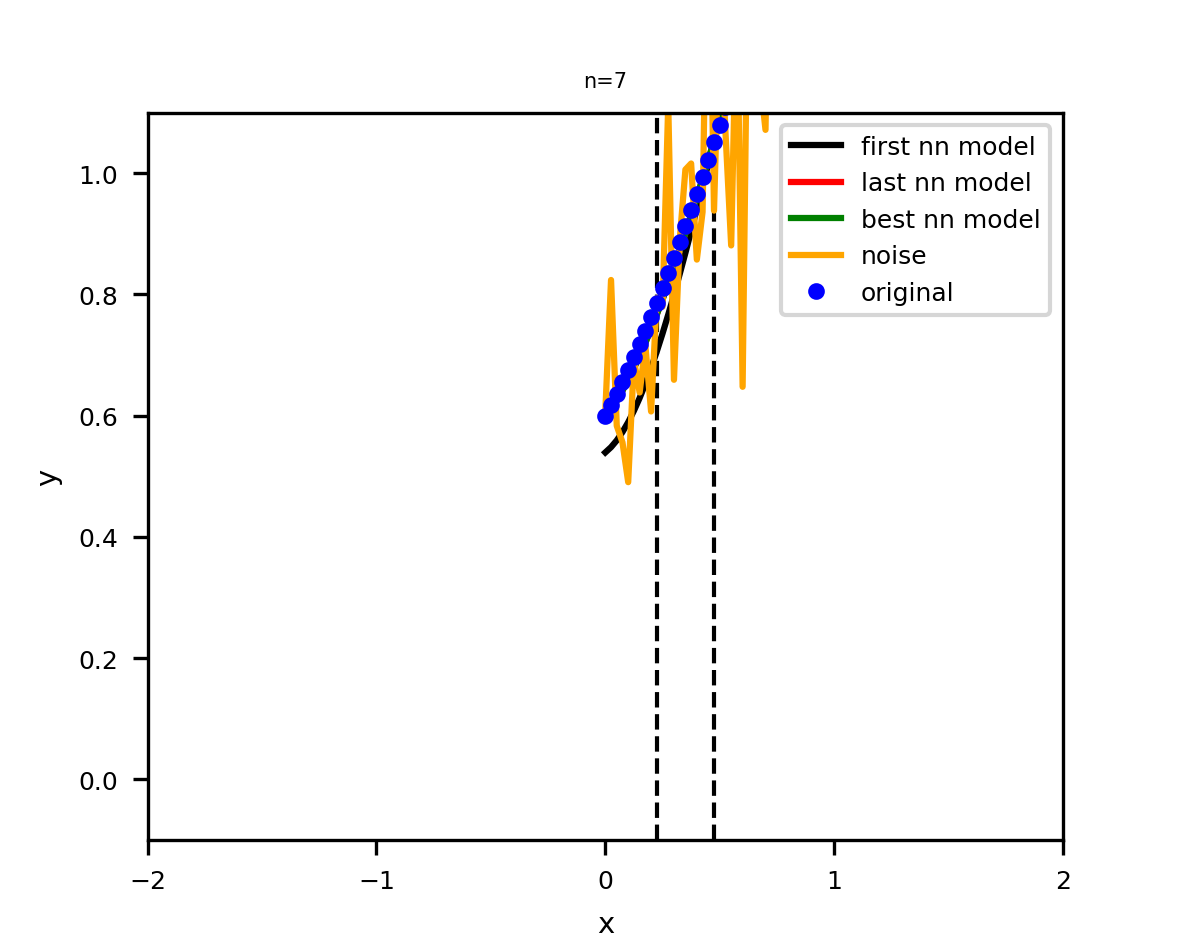 n=7
first nn model
last nn model
best nn model
noise
original
y
1.0
0.8
0.6
0.4
0.2
0.0
−2
−1
0
1
2
x